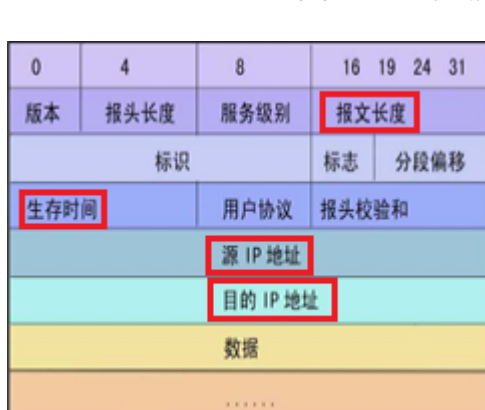 0 4 8 16 19 24 31
版本 报头长度 服务级别 报文长度
标识 标志 分段偏移
生存时间 用户协议 报头校验和
源 IP 地址
目的 IP 地址
数据
......